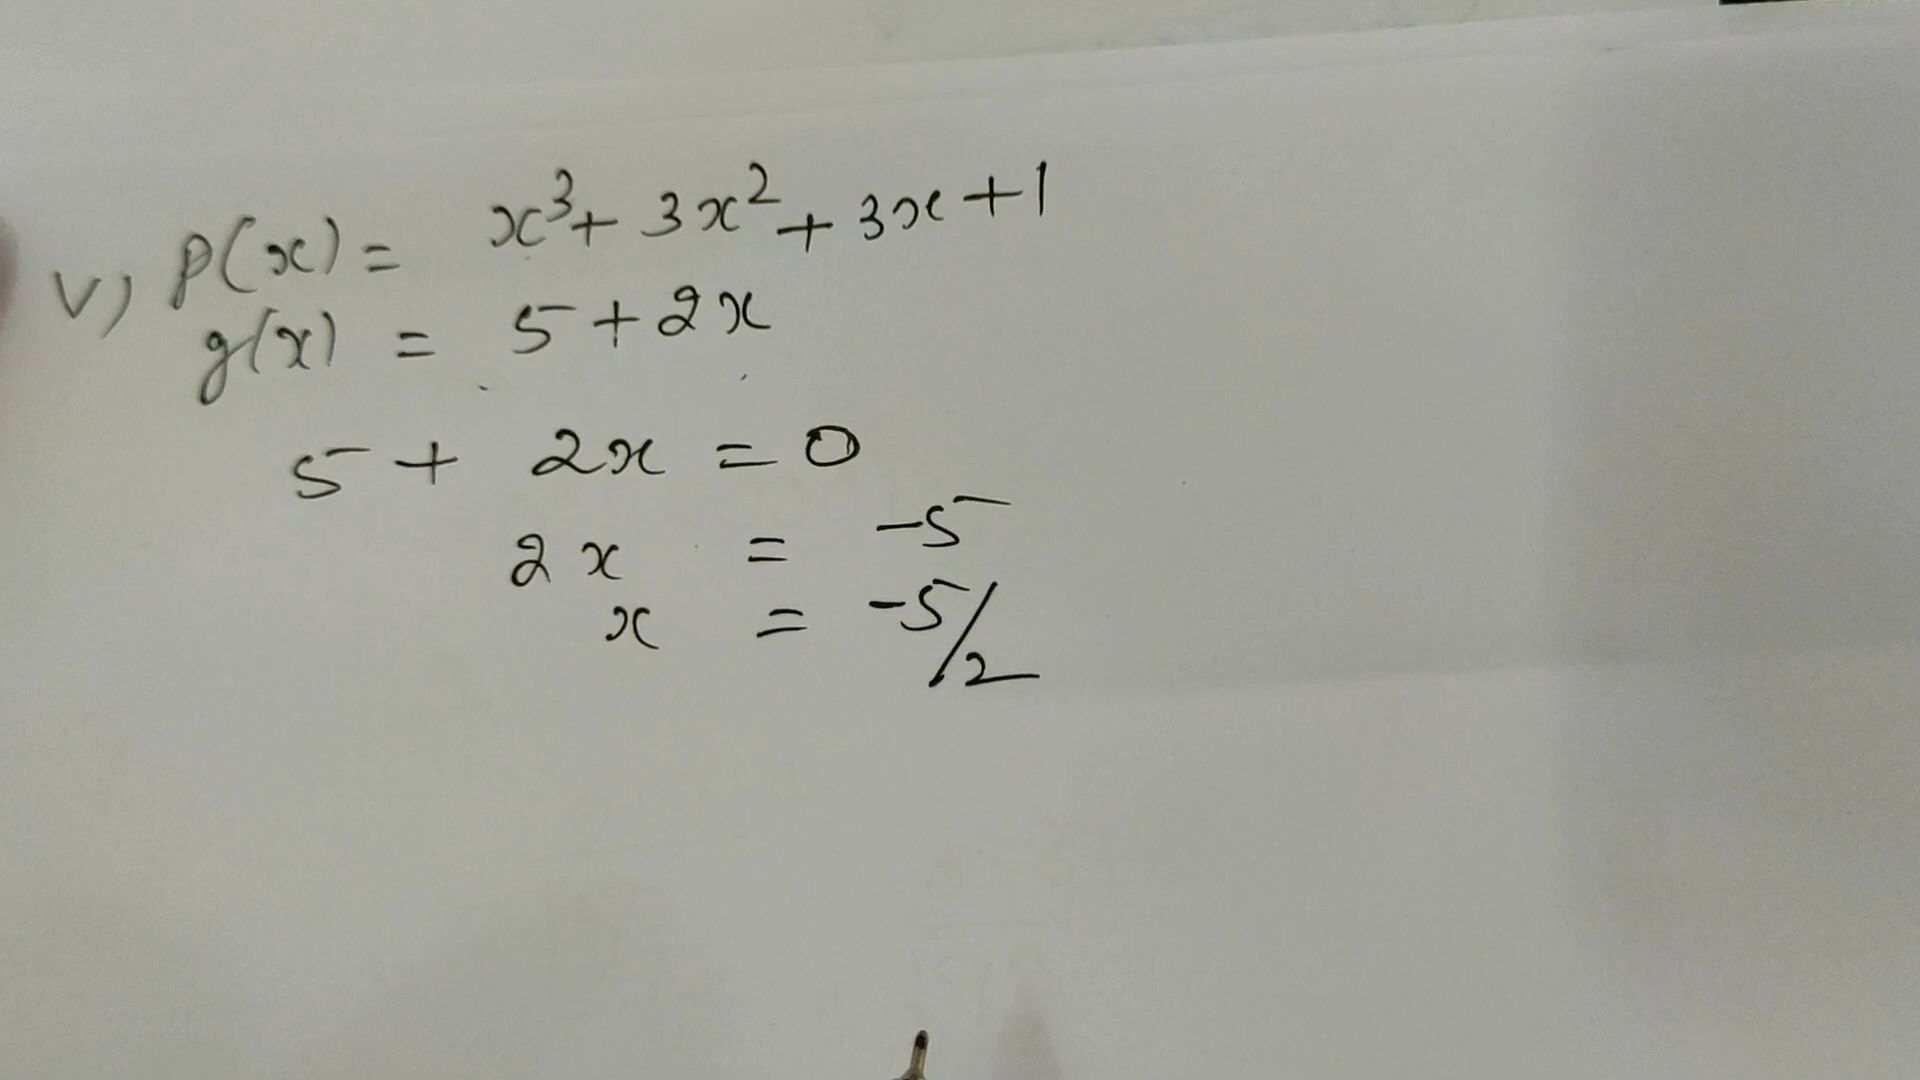 v) p(x) = x³ + 3x² + 3x + 1
g(x) = 5 + 2x
5 + 2x = 0
2x = -5
x = -5/2